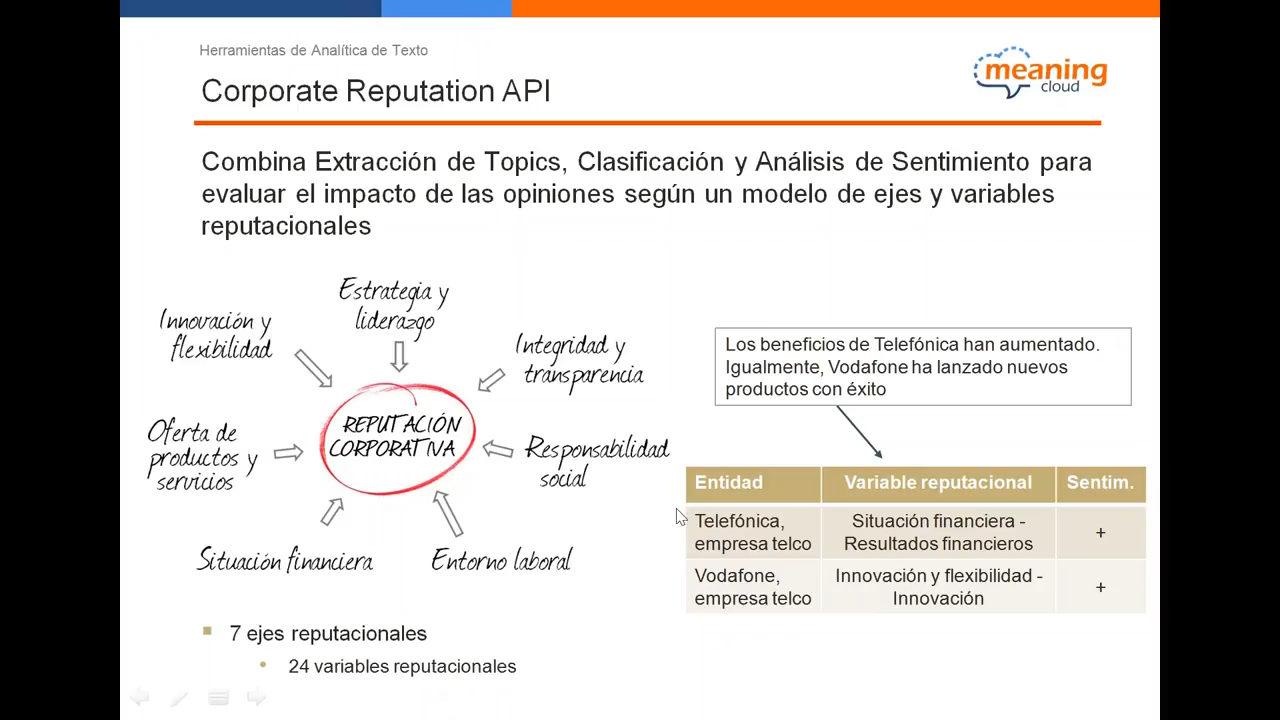 Herramientas de Analítica de Texto
Corporate Reputation API
meaning
cloud
Combina Extracción de Topics, Clasificación y Análisis de Sentimiento para
evaluar el impacto de las opiniones según un modelo de ejes y variables
reputacionales
Estrategia y
liderazgo
Innovación y
flexibilidad
Integridad y
transparencia
REPUTACIÓN
CORPORATIVA
Oferta de
productos y
servicios
Responsabilidad
social
Situación financiera
Entorno laboral
Los beneficios de Telefónica han aumentado.
Igualmente, Vodafone ha lanzado nuevos
productos con éxito
Entidad Variable reputacional Sentim.
Telefónica, Situación financiera -
empresa telco Resultados financieros +
Vodafone, Innovación y flexibilidad -
empresa telco Innovación +
7 ejes reputacionales
24 variables reputacionales